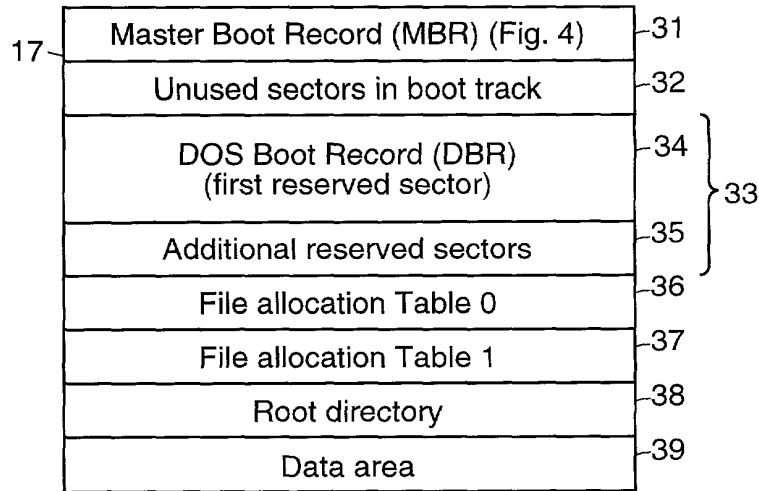 Master Boot Record (MBR) (Fig. 4)
31
17
Unused sectors in boot track
32
DOS Boot Record (DBR)
(first reserved sector)
34
33
Additional reserved sectors
35
File allocation Table 0
36
File allocation Table 1
37
Root directory
38
Data area
39